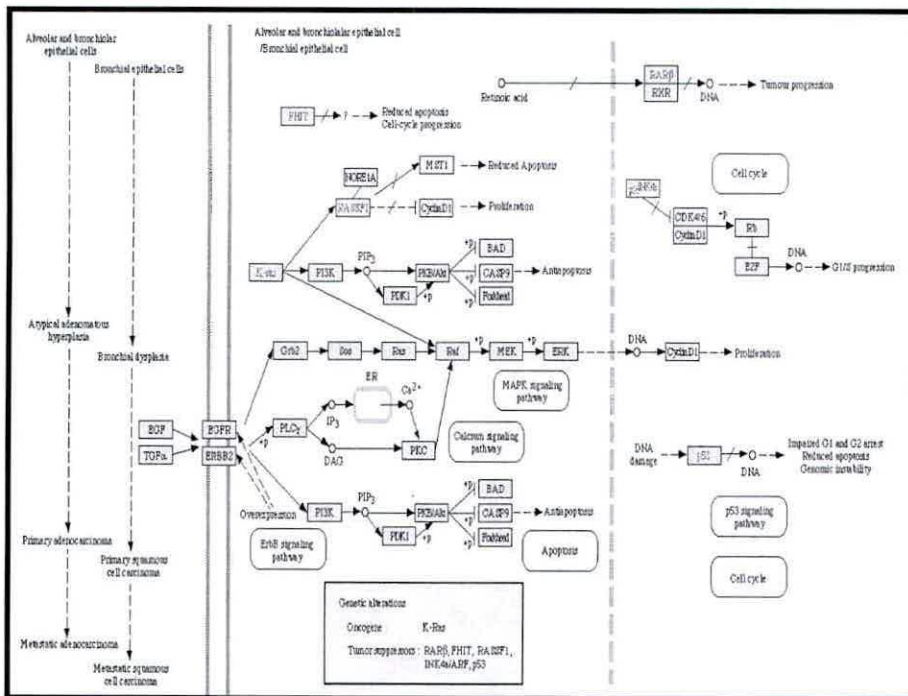 Alveolar and bronchiolar
epithelial cells
Bronchial epithelial cells
Atypical adenomatous
hyperplasia
Bronchial dysplasia
Primary adenocarcinoma
Primary squamous
cell carcinoma
Metastatic adenocarcinoma
Metastatic squamous
cell carcinoma
Alveolar and bronchiolalar epithelial cell
/Bronchial epithelial cell
Retinoic acid
RARβ
RXR
DNA
Tumour progression
FHIT
?
Reduced apoptosis
Cell-cycle progression
NORE1A
RASSF1
MST1
Reduced Apoptosis
CyclinD1
Proliferation
Cell cycle
CDK4/6
CyclinD1
+p
Rb
E2F
DNA
G1/S progression
K-ras
PI3K
PIP3
PDK1
PKB/Akt
+p
+p
BAD
+p
CASP9
+p
Antiapoptosis
Grb2
Sos
Ras
Raf
+p
MEK
+p
ERK
DNA
CyclinD1
Proliferation
MAPK signaling
pathway
EGF
TGFα
EGFR
ERBB2
+p
PLCγ
IP3
ER
Ca2+
DAG
PKC
Calcium signaling
pathway
DNA
damage
p53
DNA
Impaired G1 and G2 arrest
Reduced apoptosis
Genomic instability
Overexpression
PI3K
PIP3
PDK1
PKB/Akt
+p
+p
BAD
+p
CASP9
+p
Antiapoptosis
ErbB signaling
pathway
Apoptosis
p53 signaling
pathway
Cell cycle
Genetic alterations
Oncogene : K-Ras
Tumor suppressors : RARβ, FHIT, RASSF1,
INK4a/ARF, p53